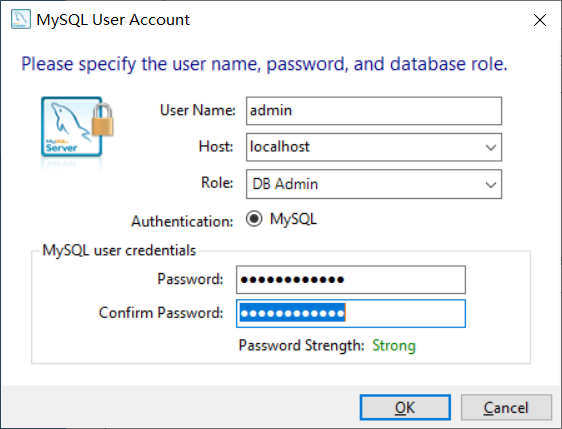 MySQL User Account
Please specify the user name, password, and database role.
MySQL
Server
User Name: admin
Host: localhost
Role: DB Admin
Authentication: MySQL
MySQL user credentials
Password: ●●●●●●●●●●●●
Confirm Password: ●●●●●●●●●●●●
Password Strength: Strong
OK Cancel